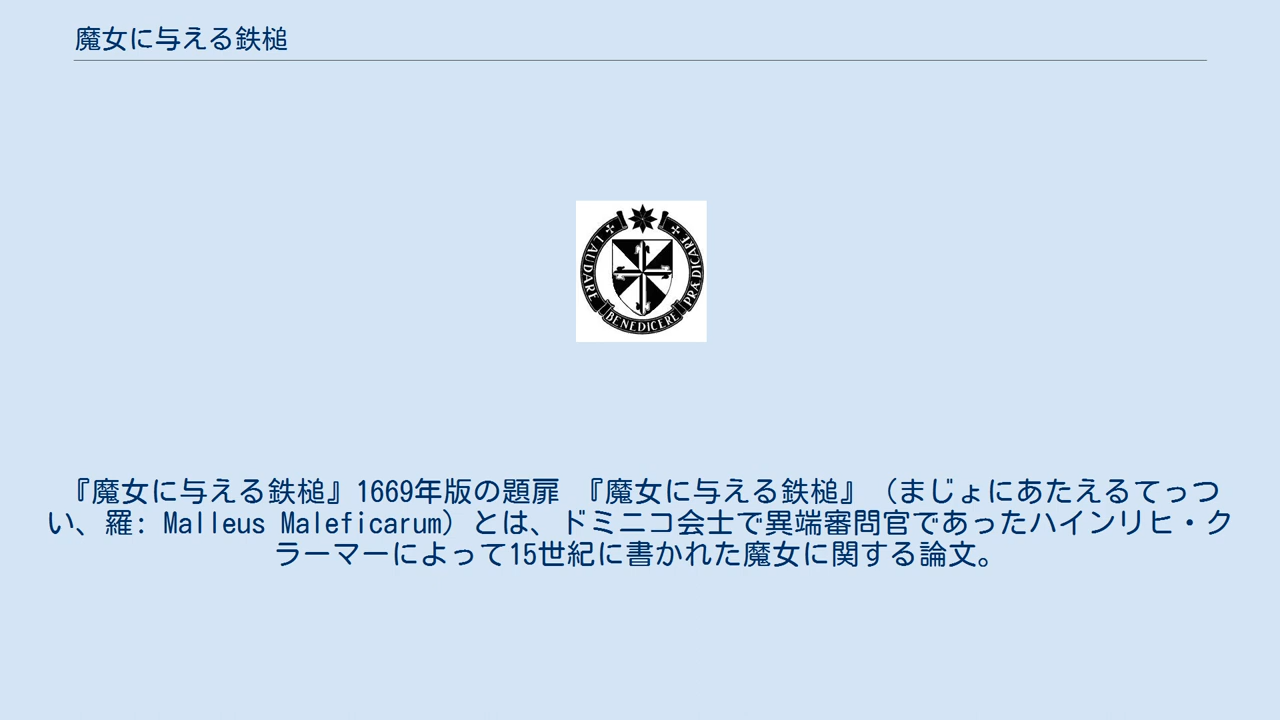 魔女に与える鉄槌
LAUDARE
BENEDICERE
PRÆDICARE
『魔女に与える鉄槌』1669年版の題扉 『魔女に与える鉄槌』（まじょにあたえるてっつ
い、羅: Malleus Maleficarum）とは、ドミニコ会士で異端審問官であったハインリヒ・ク
ラーマーによって15世紀に書かれた魔女に関する論文。